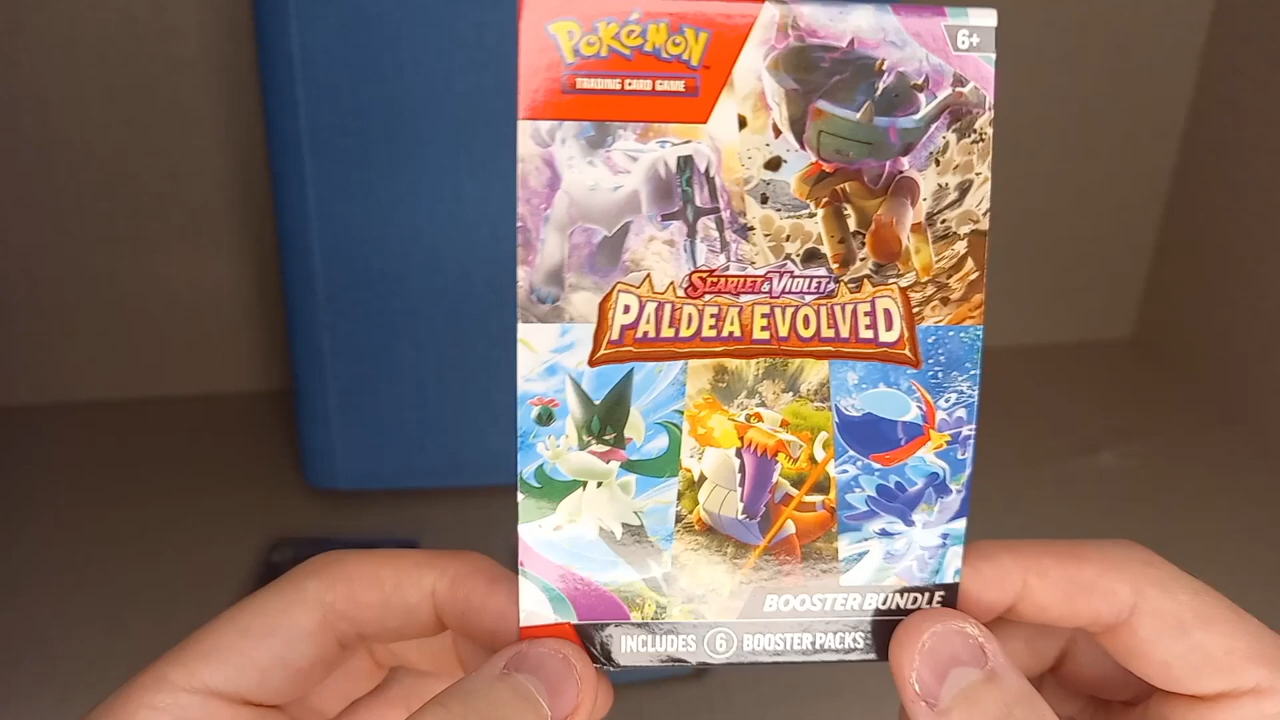 POKéMON
TRADING CARD GAME
6+
SCARLET & VIOLET
PALDEA EVOLVED
BOOSTER BUNDLE
INCLUDES 6 BOOSTER PACKS